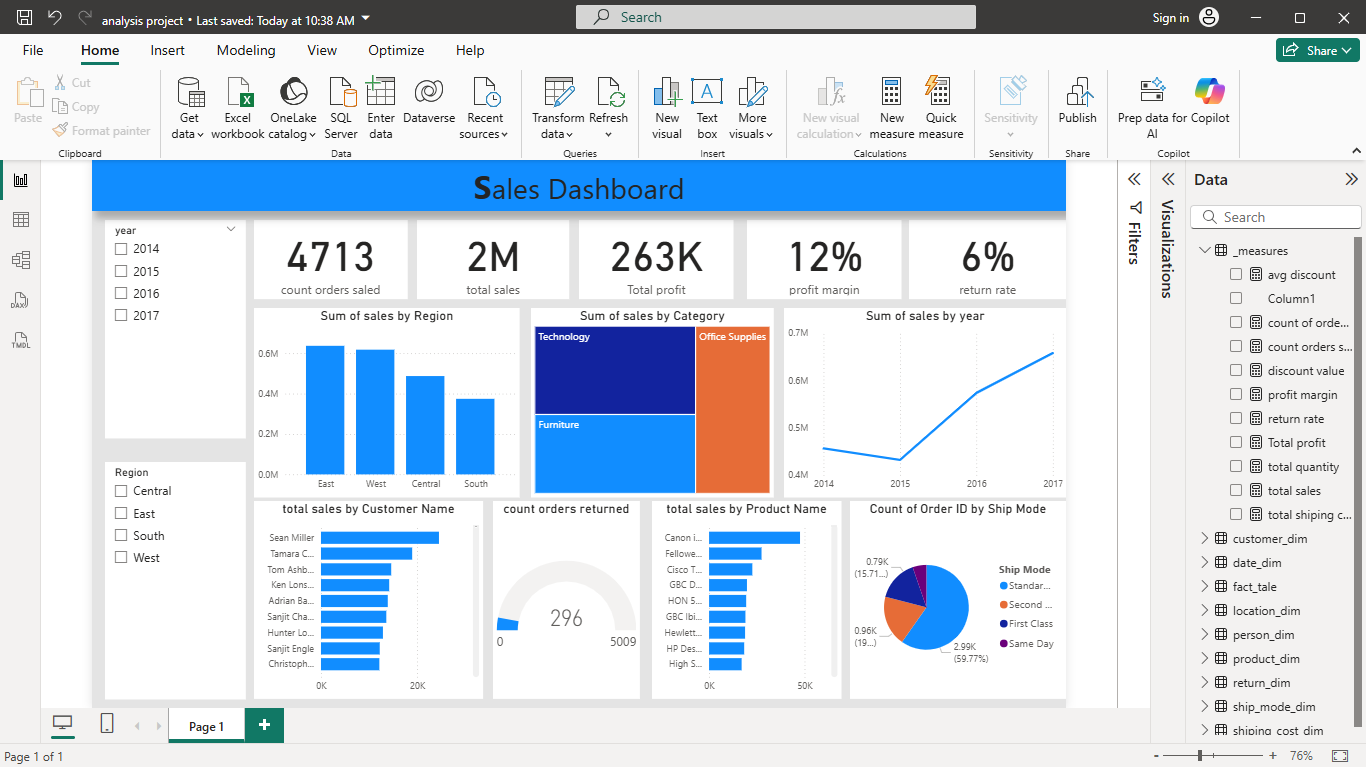 analysis project • Last saved: Today at 10:38 AM
Search
Sign in
File
Home
Insert
Modeling
View
Optimize
Help
Share
Paste
Cut
Copy
Format painter
Clipboard
Get data
Excel workbook
OneLake catalog
SQL Server
Enter data
Dataverse
Recent sources
Data
Transform data
Refresh
Queries
New visual
Text box
More visuals
Insert
New visual calculation
New measure
Quick measure
Calculations
Sensitivity
Sensitivity
Publish
Share
Prep data for AI
Copilot
Copilot
DAX
TMDL
Sales Dashboard
year
2014
2015
2016
2017
4713
count orders saled
2M
total sales
263K
Total profit
12%
profit margin
6%
return rate
Sum of sales by Region
0.6M
0.4M
0.2M
0.0M
East
West
Central
South
Sum of sales by Category
Technology
Office Supplies
Furniture
Sum of sales by year
0.7M
0.6M
0.5M
0.4M
2014
2015
2016
2017
Region
Central
East
South
West
total sales by Customer Name
Sean Miller
Tamara C...
Tom Ashb...
Ken Lons...
Adrian Ba...
Sanjit Cha...
Hunter Lo...
Sanjit Engle
Christoph...
0K
20K
count orders returned
296
0
5009
total sales by Product Name
Canon i...
Fellowe...
Cisco T...
GBC D...
HON 5...
GBC Ibi...
Hewlett...
HP Des...
High S...
0K
50K
Count of Order ID by Ship Mode
0.79K
(15.71...)
0.96K
(19...)
2.99K
(59.77%)
Ship Mode
Standar...
Second ...
First Class
Same Day
Filters
Visualizations
Data
Search
_measures
avg discount
Column1
count of orde...
count orders s...
discount value
profit margin
return rate
Total profit
total quantity
total sales
total shiping c...
customer_dim
date_dim
fact_tale
location_dim
person_dim
product_dim
return_dim
ship_mode_dim
shiping_cost_dim
Page 1
Page 1 of 1
- + 76%